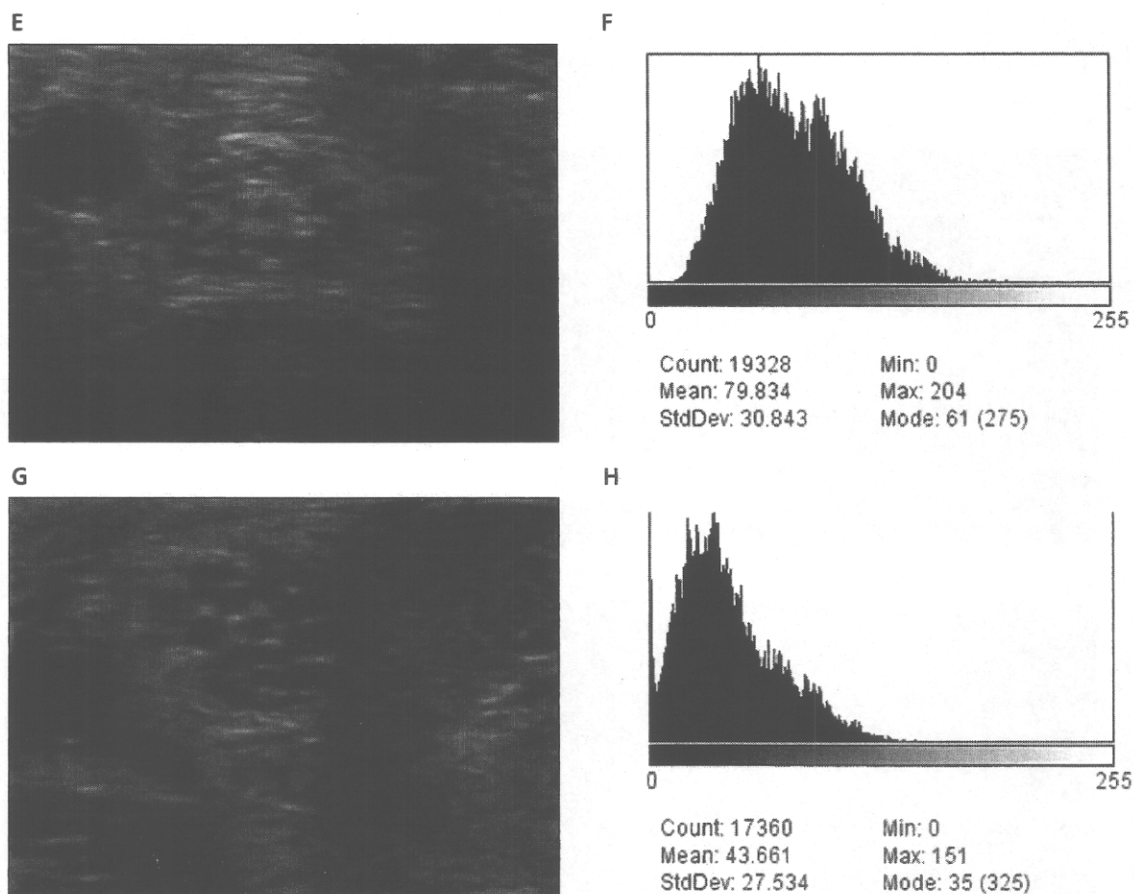 E
F
0 255
Count: 19328 Min: 0
Mean: 79.834 Max: 204
StdDev: 30.843 Mode: 61 (275)
G
H
0 255
Count: 17360 Min: 0
Mean: 43.661 Max: 151
StdDev: 27.534 Mode: 35 (325)